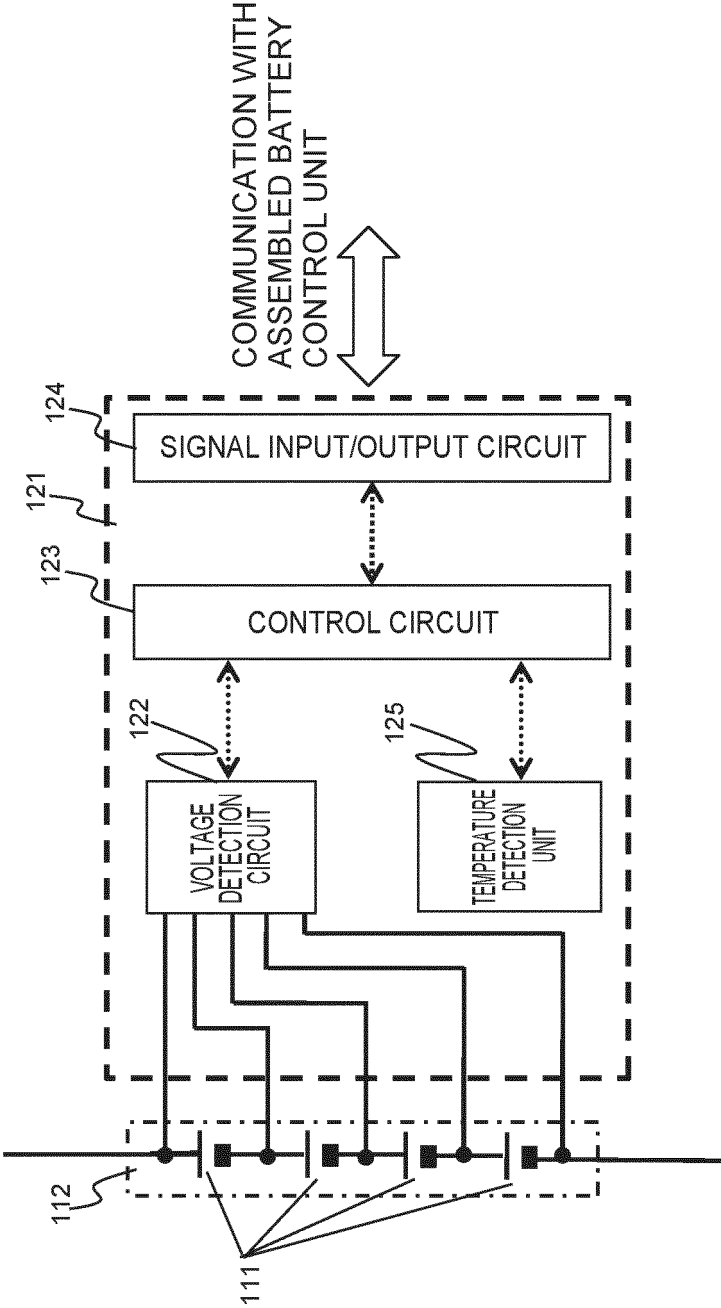 COMMUNICATION WITH
ASSEMBLED BATTERY
CONTROL UNIT
124
121
123
SIGNAL INPUT/OUTPUT CIRCUIT
CONTROL CIRCUIT
122
125
VOLTAGE
DETECTION
CIRCUIT
TEMPERATURE
DETECTION
UNIT
112
111